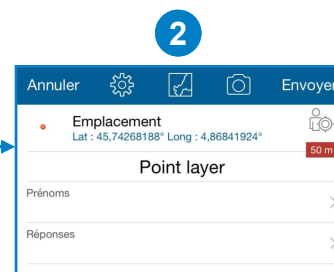 2
Annuler Envoyer
Emplacement
Lat : 45,74268188° Long : 4,86841924°
50 m
Point layer
Prénoms
Réponses